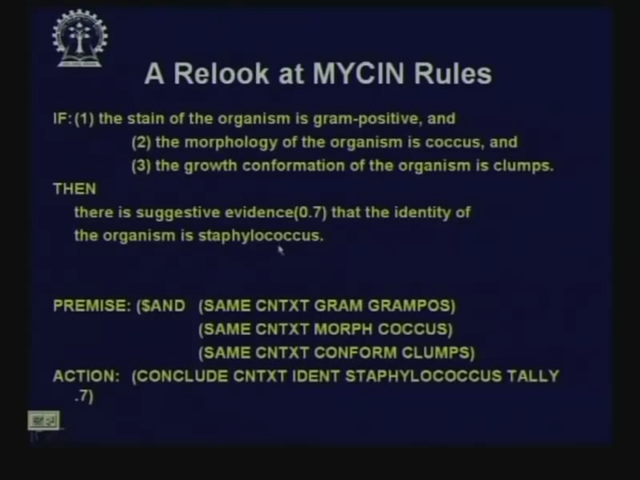 A Relook at MYCIN Rules
IF: (1) the stain of the organism is gram-positive, and
(2) the morphology of the organism is coccus, and
(3) the growth conformation of the organism is clumps.
THEN
there is suggestive evidence(0.7) that the identity of
the organism is staphylococcus.
PREMISE: ($AND (SAME CNTXT GRAM GRAMPOS)
(SAME CNTXT MORPH COCCUS)
(SAME CNTXT CONFORM CLUMPS)
ACTION: (CONCLUDE CNTXT IDENT STAPHYLOCOCCUS TALLY
.7)